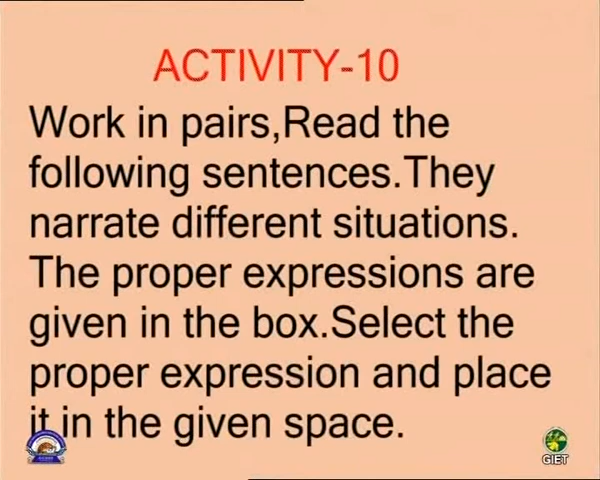 ACTIVITY-10
Work in pairs,Read the
following sentences.They
narrate different situations.
The proper expressions are
given in the box.Select the
proper expression and place
it in the given space.
GIET